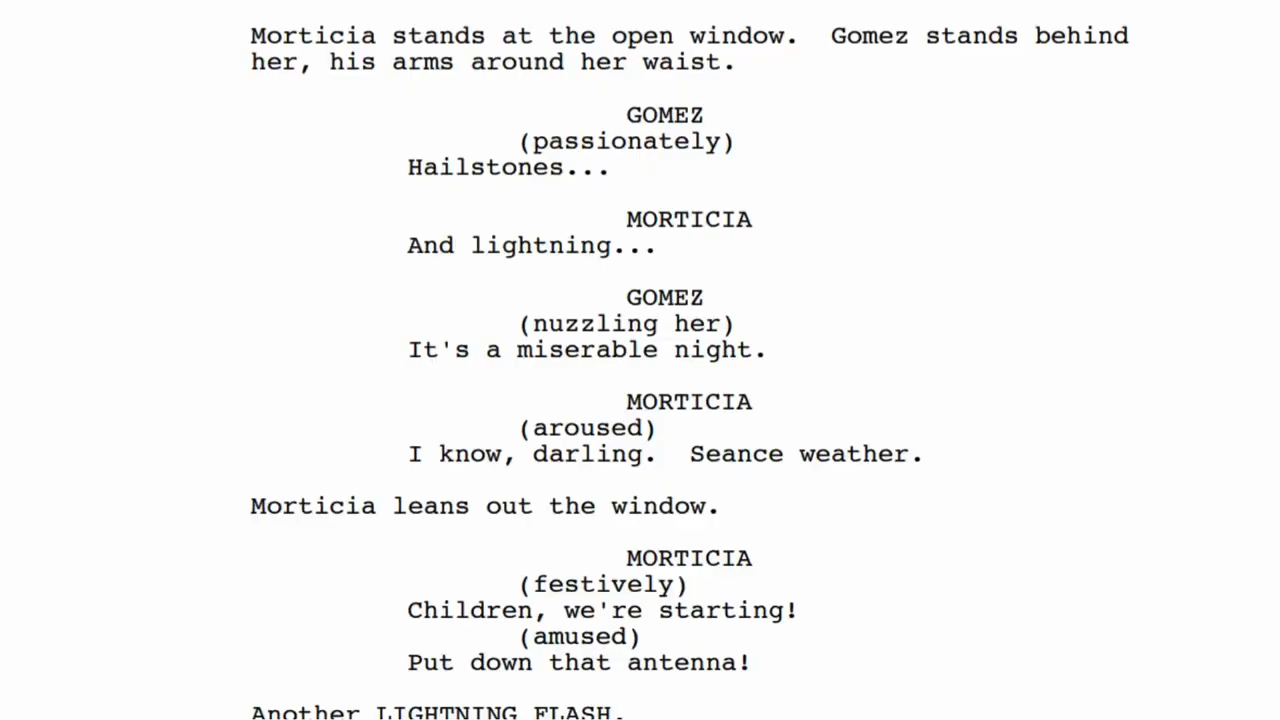 Morticia stands at the open window.  Gomez stands behind
her, his arms around her waist.
GOMEZ
(passionately)
Hailstones...
MORTICIA
And lightning...
GOMEZ
(nuzzling her)
It's a miserable night.
MORTICIA
(aroused)
I know, darling.  Seance weather.
Morticia leans out the window.
MORTICIA
(festively)
Children, we're starting!
(amused)
Put down that antenna!
Another LIGHTNING FLASH.